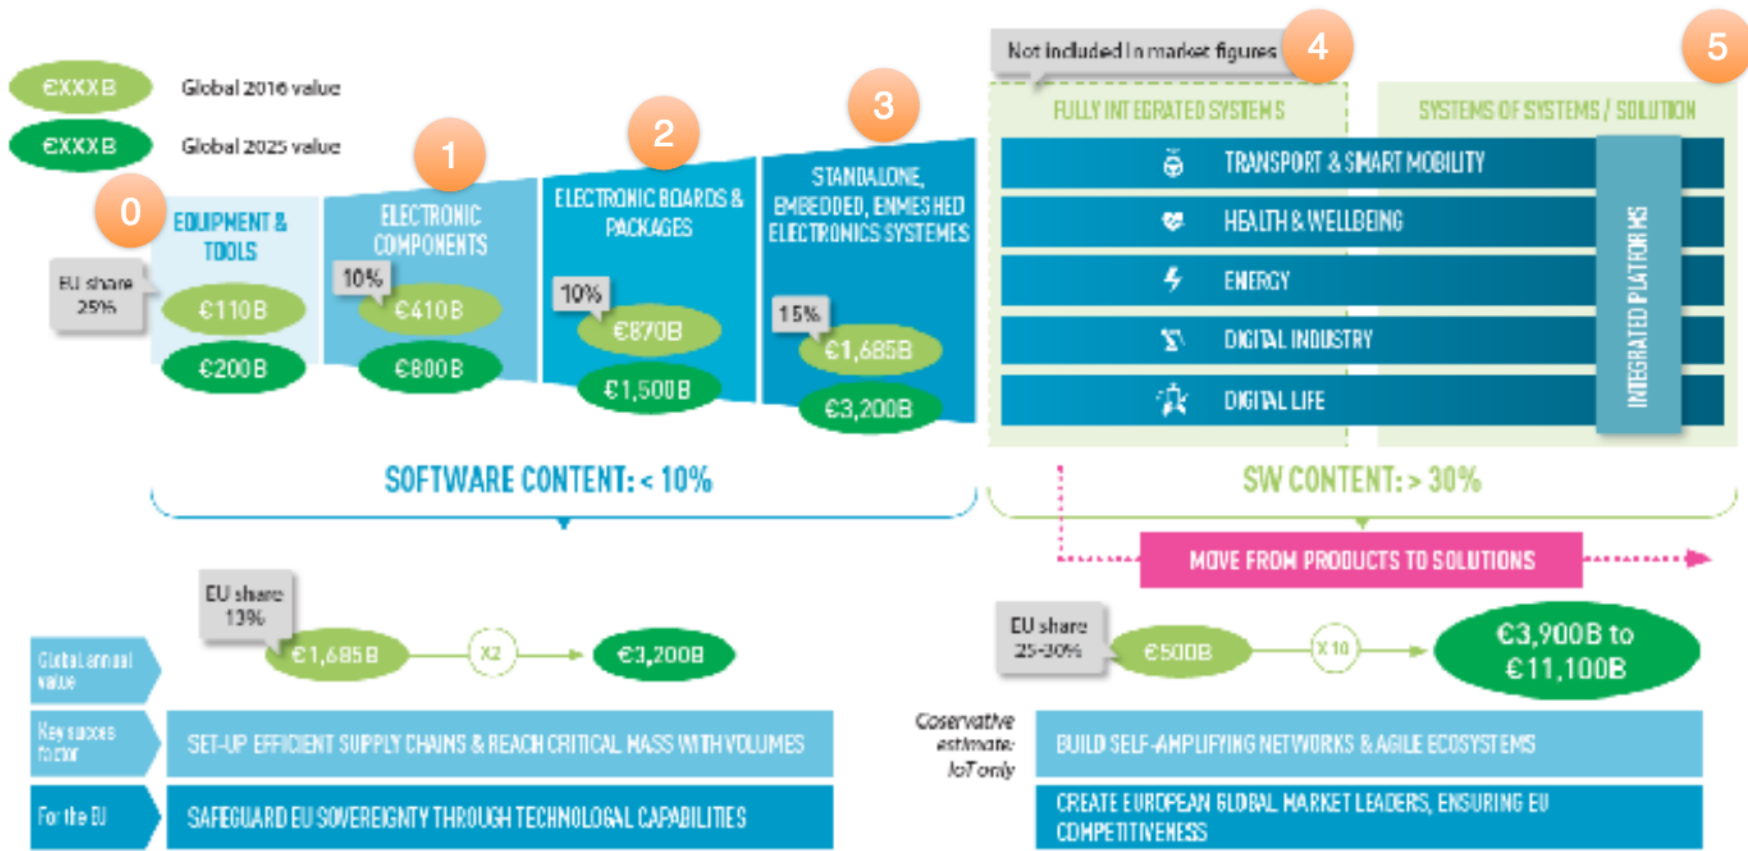 €XXXB
Global 2016 value
€XXXB
Global 2025 value
0
1
2
3
4
5
EQUIPMENT &
TOOLS
EU share
25%
€110B
€200B
ELECTRONIC
COMPONENTS
10%
€410B
€800B
ELECTRONIC BOARDS &
PACKAGES
10%
€870B
€1,500B
STANDALONE,
EMBEDDED, ENMESHED
ELECTRONICS SYSTEMES
15%
€1,685B
€3,200B
Not included in market figures
FULLY INTEGRATED SYSTEMS
SYSTEMS OF SYSTEMS / SOLUTION
TRANSPORT & SMART MOBILITY
HEALTH & WELLBEING
ENERGY
DIGITAL INDUSTRY
DIGITAL LIFE
INTEGRATED PLATFORMS
SOFTWARE CONTENT: < 10%
SW CONTENT: > 30%
MOVE FROM PRODUCTS TO SOLUTIONS
EU share
13%
€1,685B
X2
€3,200B
EU share
25-30%
€500B
X 10
€3,900B to
€11,100B
Global annual
value
Key succes
factor
SET-UP EFFICIENT SUPPLY CHAINS & REACH CRITICAL MASS WITH VOLUMES
Coservative
estimate:
IoT only
BUILD SELF-AMPLIFYING NETWORKS & AGILE ECOSYSTEMS
For the EU
SAFEGUARD EU SOVEREIGNTY THROUGH TECHNOLOGAL CAPABILITIES
CREATE EUROPEAN GLOBAL MARKET LEADERS, ENSURING EU
COMPETITIVENESS